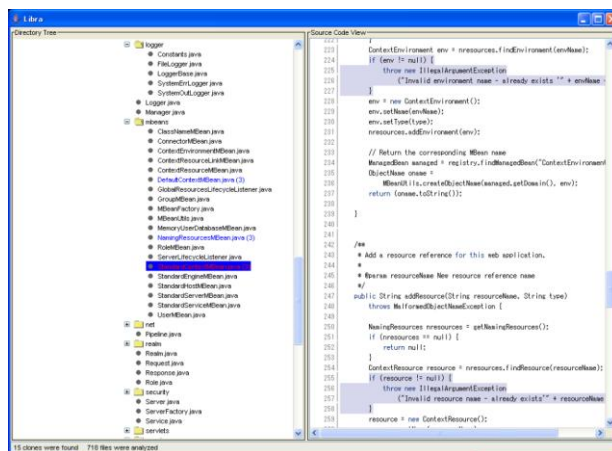 Libra
Directory Tree
logger
Constants.java
FileLogger.java
LoggerBase.java
SystemErrLogger.java
SystemOutLogger.java
Logger.java
Manager.java
mbeans
ClassNameMBean.java
ConnectorMBean.java
ContextEnvironmentMBean.java
ContextResourceLinkMBean.java
ContextResourceMBean.java
DefaultContextMBean.java (3)
GlobalResourcesLifecycleListener.java
GroupMBean.java
MBeanFactory.java
MBeanUtils.java
MemoryUserDatabaseMBean.java
NamingResourcesMBean.java (3)
RoleMBean.java
ServerLifecycleListener.java
StandardEngineMBean.java
StandardHostMBean.java
StandardServerMBean.java
StandardServiceMBean.java
UserMBean.java
net
Pipeline.java
realm
Realm.java
Request.java
Response.java
Role.java
security
Server.java
ServerFactory.java
Service.java
servlets
15 clones were found 716 files were analyzed
Source Code View
222 }
223 ContextEnvironment env = nresources.findEnvironment(envName);
224 if (env != null) {
225 throw new IllegalArgumentException
226 ("Invalid environment name - already exists '" + envName
227 }
228 env = new ContextEnvironment();
229 env.setName(envName);
230 env.setType(type);
231 nresources.addEnvironment(env);
232
233 // Return the corresponding MBean name
234 ManagedBean managed = registry.findManagedBean("ContextEnvironment
235 ObjectName oname =
236 MBeanUtils.createObjectName(managed.getDomain(), env);
237 return (oname.toString());
238
239 }
240
241
242 /**
243 * Add a resource reference for this web application.
244 *
245 * @param resourceName New resource reference name
246 */
247 public String addResource(String resourceName, String type)
248 throws MalformedObjectNameException {
249
250 NamingResources nresources = getNamingResources();
251 if (nresources == null) {
252 return null;
253 }
254 ContextResource resource = nresources.findResource(resourceName);
255 if (resource != null) {
256 throw new IllegalArgumentException
257 ("Invalid resource name - already exists'" + resourceName
258 }
259 resource = new ContextResource();